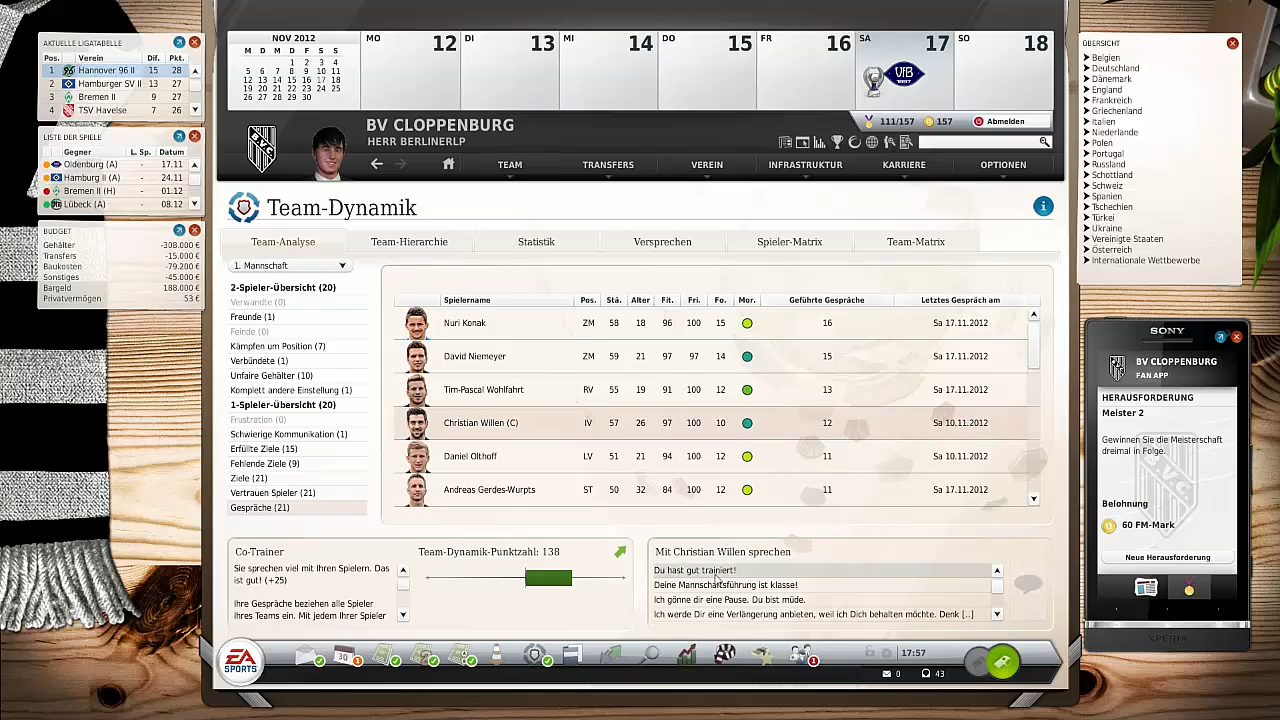 AKTUELLE LIGATABELLE
Pos. Verein Dif. Pkt.
1 Hannover 96 II 15 28
2 Hamburger SV II 13 27
3 Bremen II 9 27
4 TSV Havelse 7 26
LISTE DER SPIELE
Gegner L. Sp. Datum
Oldenburg (A) - 17.11
Hamburg II (A) - 24.11
Bremen II (H) - 01.12
Lübeck (A) - 08.12
BUDGET
Gehälter -308.000 €
Transfers -15.000 €
Baukosten -79.200 €
Sonstiges -45.000 €
Bargeld 188.000 €
Privatvermögen 53 €
NOV 2012
M D M D F S S
1 2 3 4
5 6 7 8 9 10 11
12 13 14 15 16 17 18
19 20 21 22 23 24 25
26 27 28 29 30
MO 12 DI 13 MI 14 DO 15 FR 16 SA 17 SO 18
VfB
1897
BV CLOPPENBURG
HERR BERLINERLP
111/157 157 Abmelden
B.V.C.
TEAM TRANSFERS VEREIN INFRASTRUKTUR KARRIERE OPTIONEN
Team-Dynamik
Team-Analyse Team-Hierarchie Statistik Versprechen Spieler-Matrix Team-Matrix
1. Mannschaft
2-Spieler-Übersicht (20)
Verwandte (0)
Freunde (1)
Feinde (0)
Kämpfen um Position (7)
Verbündete (1)
Unfaire Gehälter (10)
Komplett andere Einstellung (1)
1-Spieler-Übersicht (20)
Frustration (0)
Schwierige Kommunikation (1)
Erfüllte Ziele (15)
Fehlende Ziele (9)
Ziele (21)
Vertrauen Spieler (21)
Gespräche (21)
Spielername Pos. Stä. Alter Fit. Fri. Fo. Mor. Geführte Gespräche Letztes Gespräch am
Nuri Konak ZM 58 18 96 100 15 16 Sa 17.11.2012
David Niemeyer ZM 59 21 97 97 14 15 Sa 17.11.2012
Tim-Pascal Wohlfahrt RV 55 19 91 100 12 13 Sa 17.11.2012
Christian Willen (C) IV 57 26 97 100 10 12 Sa 10.11.2012
Daniel Olthoff LV 51 21 94 100 12 11 Sa 10.11.2012
Andreas Gerdes-Wurpts ST 50 32 84 100 12 11 Sa 17.11.2012
Co-Trainer
Sie sprechen viel mit Ihren Spielern. Das
ist gut! (+25)
Ihre Gespräche beziehen alle Spieler
Ihres Teams ein. Mit jedem Ihrer Spiele
Team-Dynamik-Punktzahl: 138
Mit Christian Willen sprechen
Du hast gut trainiert!
Deine Mannschaftsführung ist klasse!
Ich gönne dir eine Pause. Du bist müde.
Ich werde Dir eine Verlängerung anbieten, weil ich Dich behalten möchte. Denk [..]
EA
SPORTS
30
1
1
17:57
0 43
ÜBERSICHT
Belgien
Deutschland
Dänemark
England
Frankreich
Griechenland
Italien
Niederlande
Polen
Portugal
Russland
Schottland
Schweiz
Spanien
Tschechien
Türkei
Ukraine
Vereinigte Staaten
Österreich
Internationale Wettbewerbe
SONY
BV CLOPPENBURG
FAN APP
HERAUSFORDERUNG
Meister 2
Gewinnen Sie die Meisterschaft
dreimal in Folge.
Belohnung
60 FM-Mark
Neue Herausforderung
XPERIA